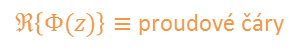 ℜ{Φ(z)} ≡ proudové čáry